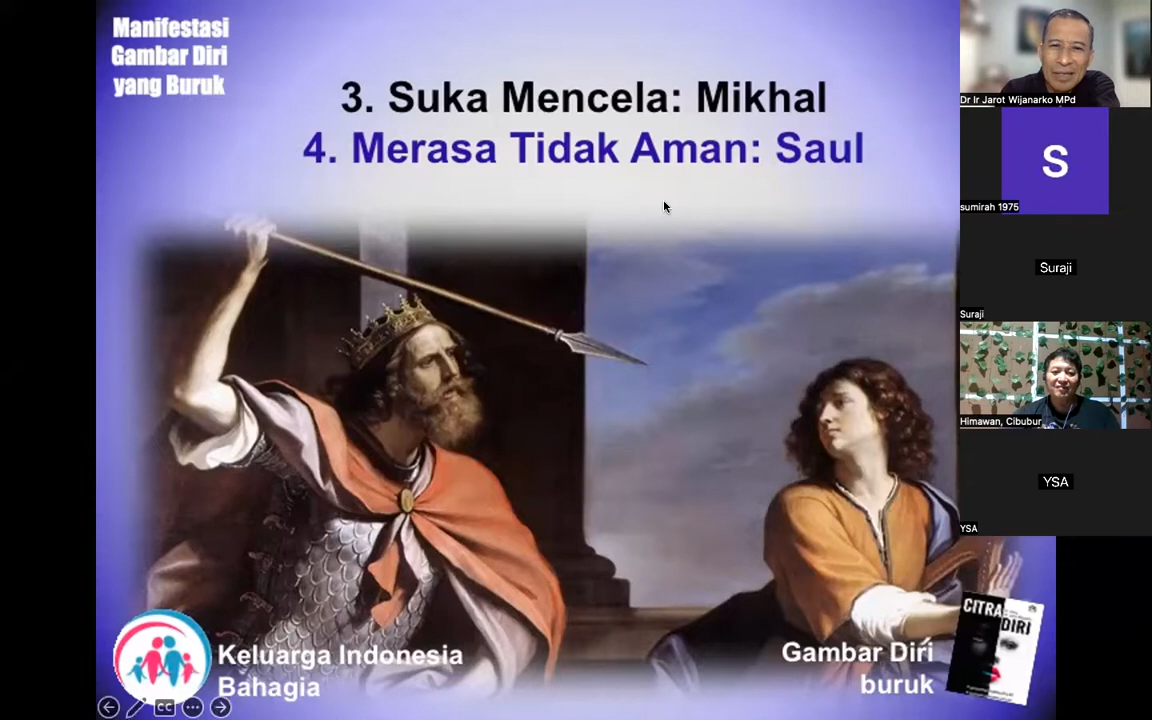 Manifestasi
Gambar Diri
yang Buruk
3. Suka Mencela: Mikhal
4. Merasa Tidak Aman: Saul
Keluarga Indonesia
Bahagia
Gambar Diri
buruk
CITRA
DIRI
CC
Dr Ir Jarot Wijanarko MPd
S
sumirah 1975
Suraji
Suraji
Himawan, Cibubur
YSA
YSA